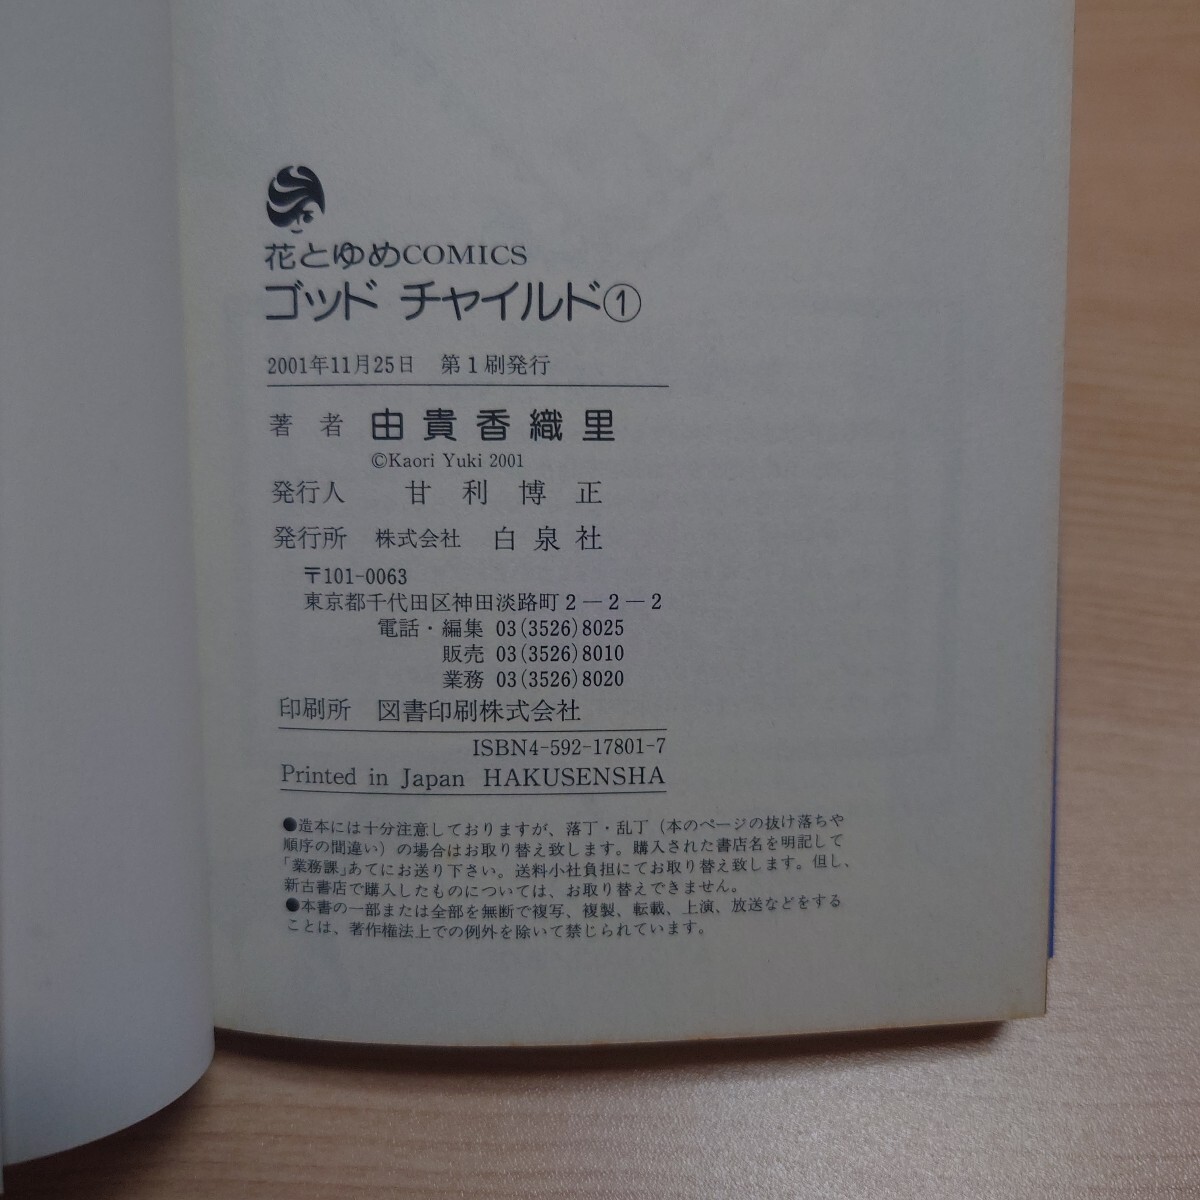 花とゆめCOMICS
ゴッド チャイルド①
2001年11月25日 第1刷発行
著者 由貴香織里
©Kaori Yuki 2001
発行人 甘利博正
発行所 株式会社 白泉社
〒101-0063
東京都千代田区神田淡路町2-2-2
電話・編集 03(3526)8025
販売 03(3526)8010
業務 03(3526)8020
印刷所 図書印刷株式会社
ISBN4-592-17801-7
Printed in Japan HAKUSENSHA
●造本には十分注意しておりますが、落丁・乱丁（本のページの抜け落ちや
順序の間違い）の場合はお取り替え致します。購入された書店名を明記して
「業務課」あてにお送り下さい。送料小社負担にてお取り替え致します。但し、
新古書店で購入したものについては、お取り替えできません。
●本書の一部または全部を無断で複写、複製、転載、上演、放送などをする
ことは、著作権法上での例外を除いて禁じられています。